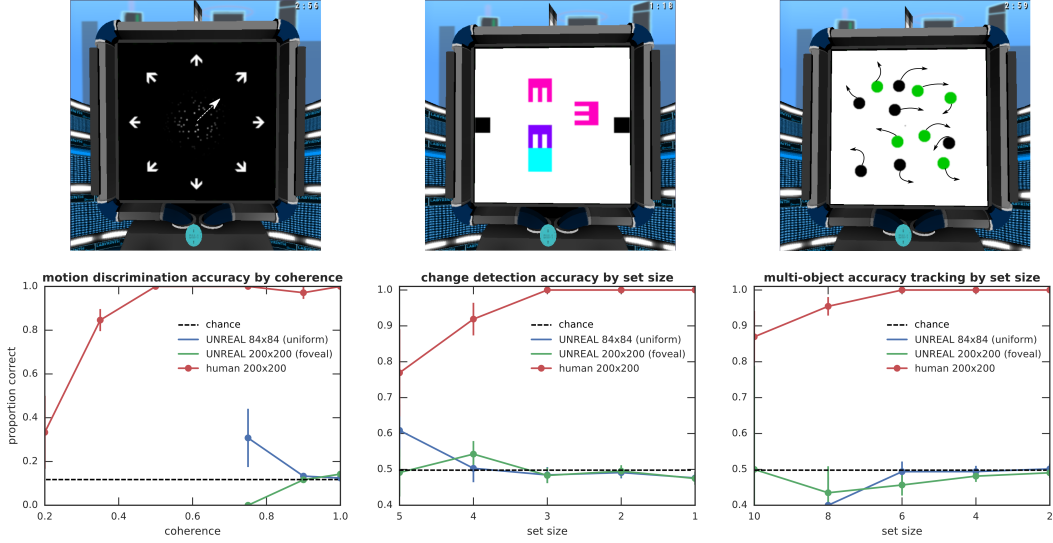 2:56
1:18
2:59
motion discrimination accuracy by coherence
change detection accuracy by set size
multi-object accuracy tracking by set size
proportion correct
1.0
0.8
0.6
0.4
0.2
0.0
0.2
0.4
0.6
0.8
1.0
coherence
chance
UNREAL 84x84 (uniform)
UNREAL 200x200 (foveal)
human 200x200
1.0
0.9
0.8
0.7
0.6
0.5
0.4
5
4
3
2
1
set size
chance
UNREAL 84x84 (uniform)
UNREAL 200x200 (foveal)
human 200x200
1.0
0.9
0.8
0.7
0.6
0.5
0.4
10
8
6
4
2
set size
chance
UNREAL 84x84 (uniform)
UNREAL 200x200 (foveal)
human 200x200